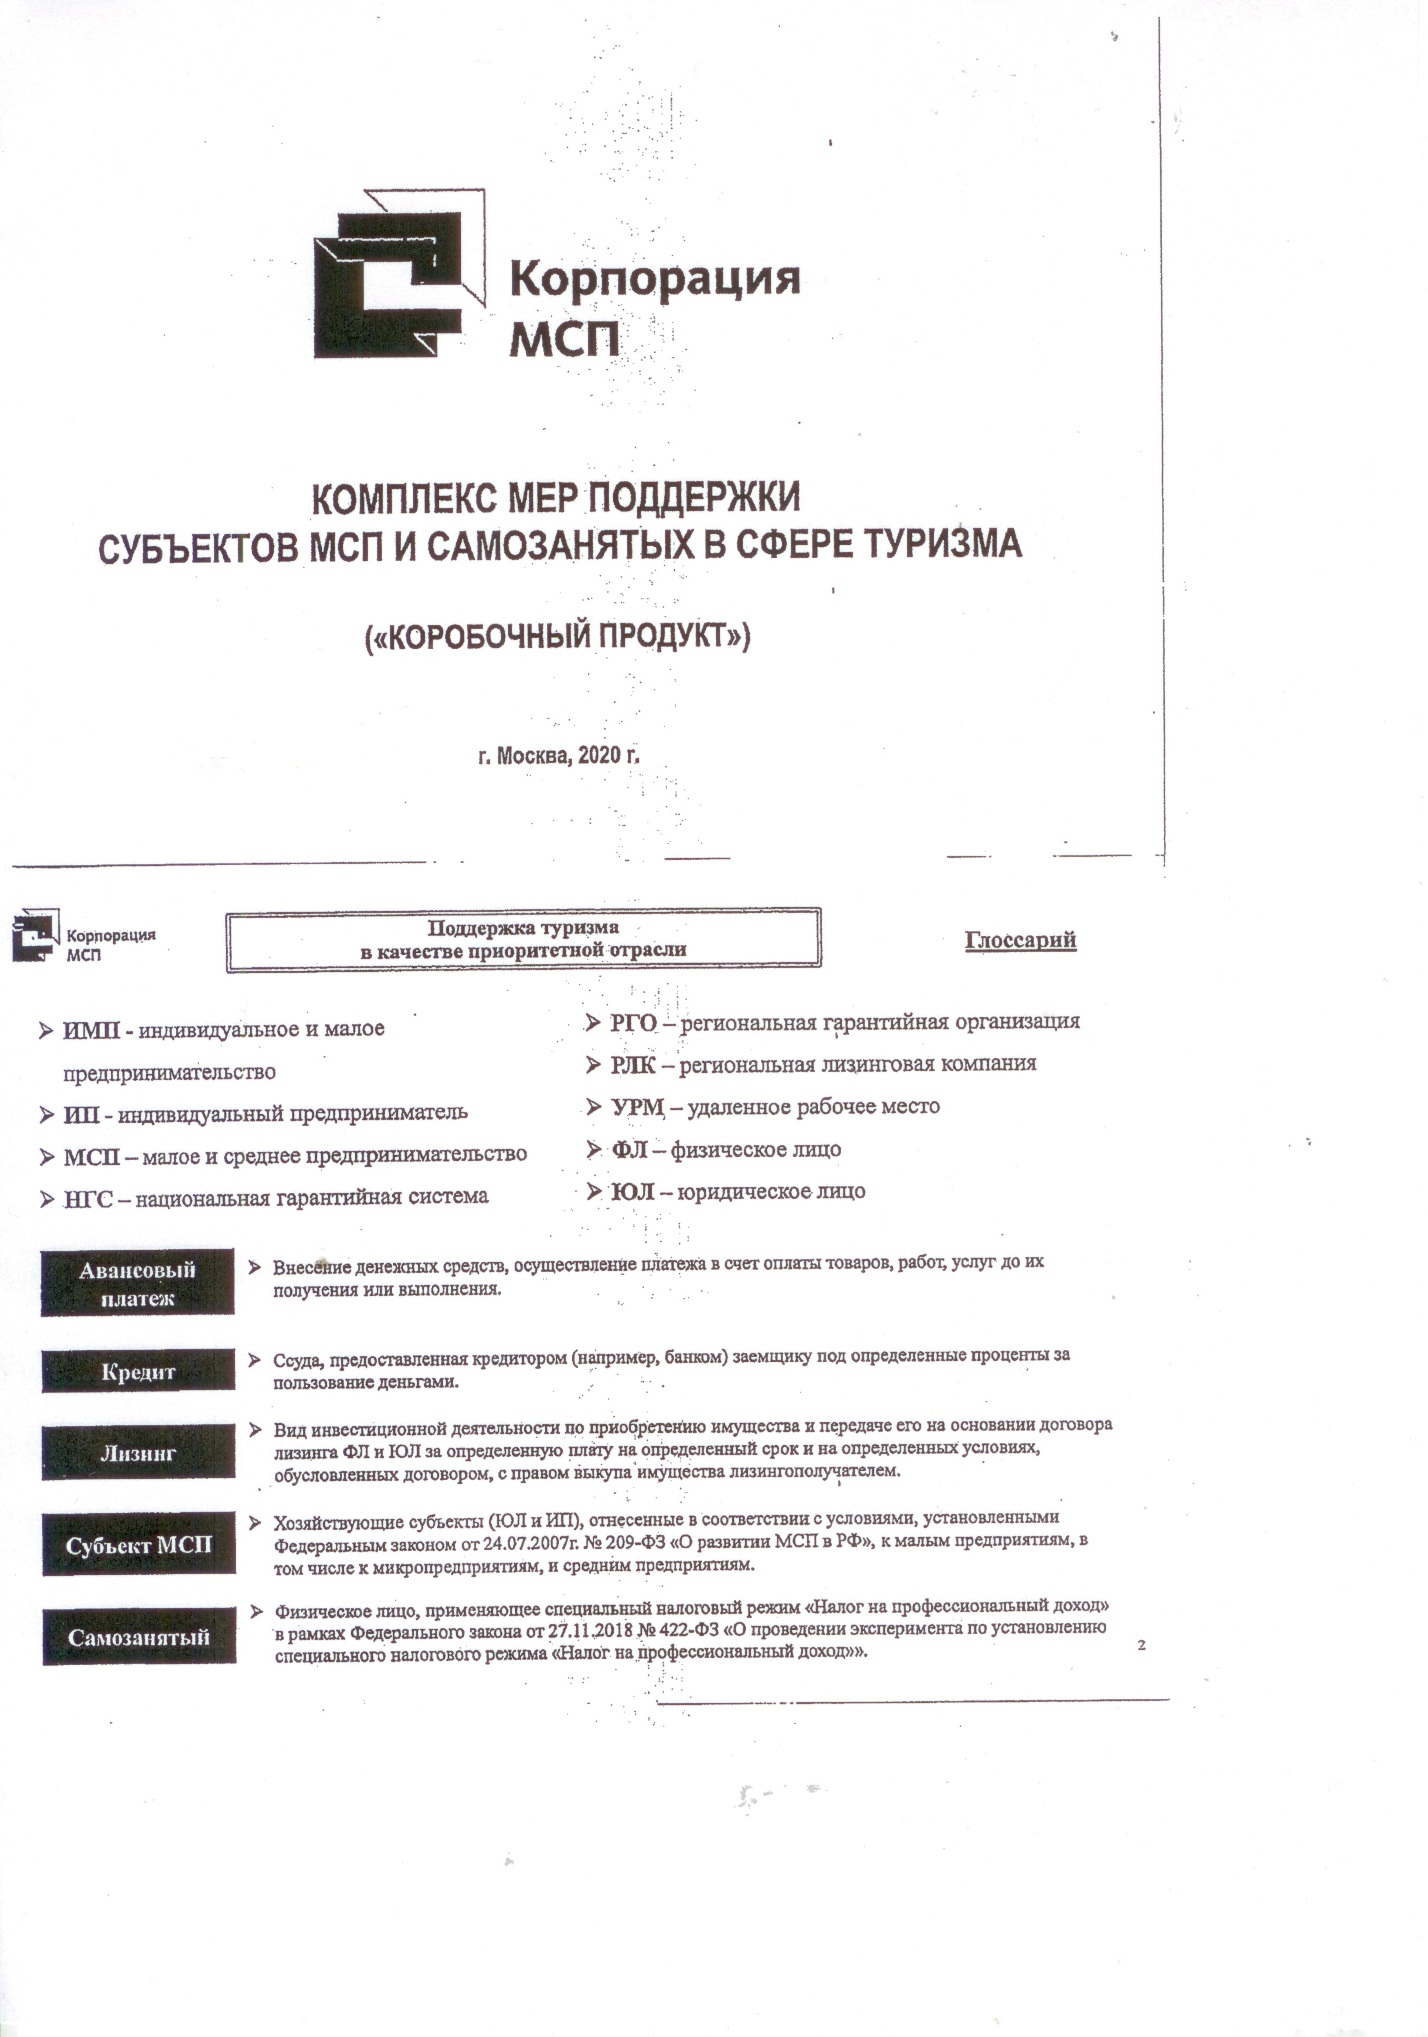 Корпорация
МСП
КОМПЛЕКС МЕР ПОДДЕРЖКИ
СУБЪЕКТОВ МСП И САМОЗАНЯТЫХ В СФЕРЕ ТУРИЗМА
(«КОРОБОЧНЫЙ ПРОДУКТ»)
г. Москва, 2020 г.
Корпорация
МСП
Поддержка туризма
в качестве приоритетной отрасли
Глоссарий
➢ ИМП - индивидуальное и малое
предпринимательство
➢ ИП - индивидуальный предприниматель
➢ МСП – малое и среднее предпринимательство
➢ НГС – национальная гарантийная система
➢ РГО – региональная гарантийная организация
➢ РЛК – региональная лизинговая компания
➢ УРМ – удаленное рабочее место
➢ ФЛ – физическое лицо
➢ ЮЛ – юридическое лицо
Авансовый
платеж
➢ Внесение денежных средств, осуществление платежа в счет оплаты товаров, работ, услуг до их
получения или выполнения.
Кредит
➢ Ссуда, предоставленная кредитором (например, банком) заемщику под определенные проценты за
пользование деньгами.
Лизинг
➢ Вид инвестиционной деятельности по приобретению имущества и передаче его на основании договора
лизинга ФЛ и ЮЛ за определенную плату на определенный срок и на определенных условиях,
обусловленных договором, с правом выкупа имущества лизингополучателем.
Субъект МСП
➢ Хозяйствующие субъекты (ЮЛ и ИП), отнесенные в соответствии с условиями, установленными
Федеральным законом от 24.07.2007г. № 209-ФЗ «О развитии МСП в РФ», к малым предприятиям, в
том числе к микропредприятиям, и средним предприятиям.
Самозанятый
➢ Физическое лицо, применяющее специальный налоговый режим «Налог на профессиональный доход»
в рамках Федерального закона от 27.11.2018 № 422-ФЗ «О проведении эксперимента по установлению
специального налогового режима «Налог на профессиональный доход»».
2